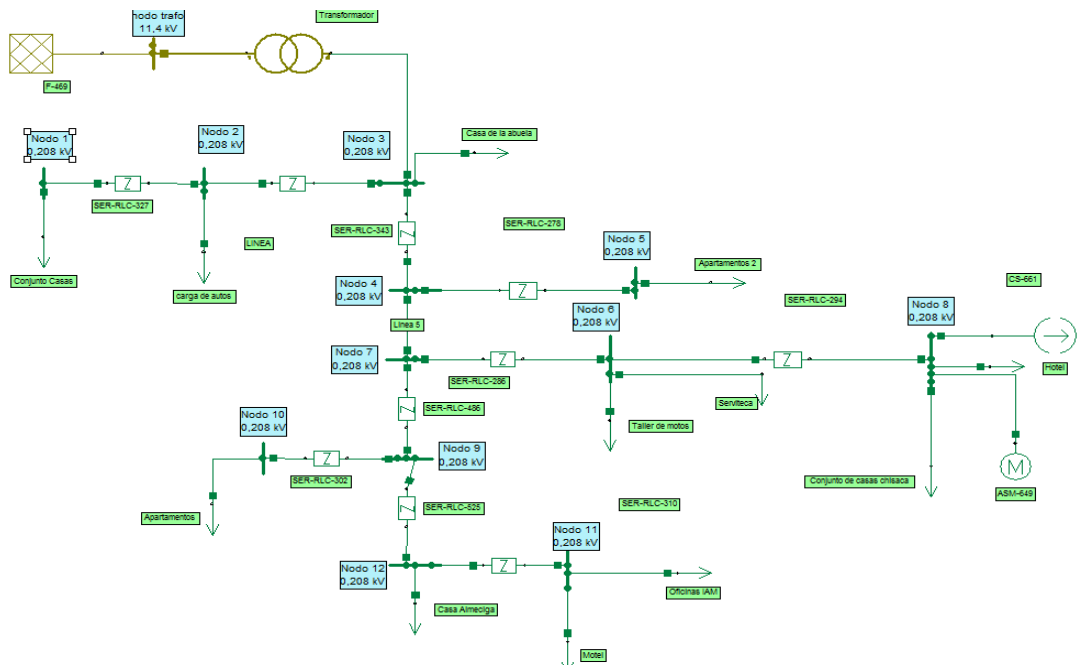 nodo trafo
11,4 kV
Transformador
F-469
Nodo 1
0,208 kV
Nodo 2
0,208 kV
Nodo 3
0,208 kV
Casa de la abuela
Z
Z
SER-RLC-327
SER-RLC-343
Z
SER-RLC-278
LINEA
Nodo 5
0,208 kV
Conjunto Casas
carga de autos
Nodo 4
0,208 kV
Z
Apartamentos 2
CS-661
SER-RLC-294
Nodo 6
0,208 kV
Nodo 8
0,208 kV
Linea 5
Nodo 7
0,208 kV
Z
Z
Hotel
SER-RLC-286
Serviteca
SER-RLC-486
Z
Nodo 10
0,208 kV
Taller de motos
Nodo 9
0,208 kV
Z
SER-RLC-302
M
Conjunto de casas chisaca
ASM-649
SER-RLC-525
Z
SER-RLC-310
Apartamentos
Nodo 11
0,208 kV
Nodo 12
0,208 kV
Z
Oficinas IAM
Casa Almeciga
Motel